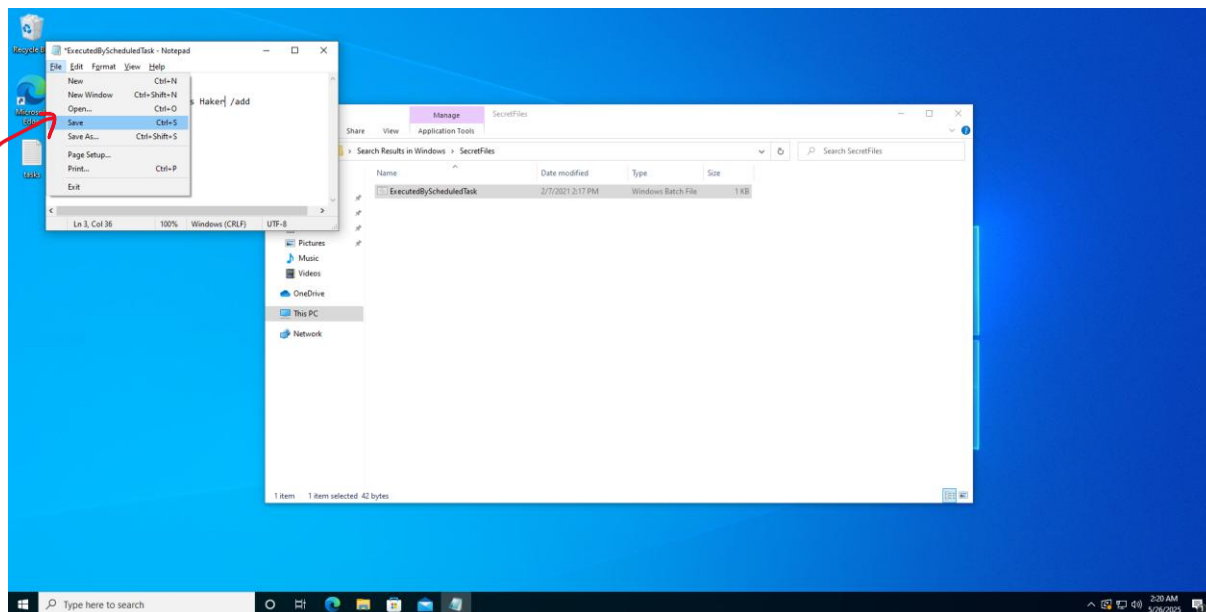 Recycle B
*ExecutedByScheduledTask - Notepad
File Edit Format View Help
New Ctrl+N
New Window Ctrl+Shift+N
Open... Ctrl+O
Save Ctrl+S
Save As... Ctrl+Shift+S
Page Setup...
Print... Ctrl+P
Exit
s Haker /add
Ln 3, Col 36 100% Windows (CRLF) UTF-8
tasks
Manage SecretFiles
Share View Application Tools
Search Results in Windows > SecretFiles
Search SecretFiles
Name Date modified Type Size
ExecutedByScheduledTask 2/7/2021 2:17 PM Windows Batch File 1 KB
Pictures
Music
Videos
OneDrive
This PC
Network
1 item 1 item selected 42 bytes
Type here to search
2:20 AM
5/26/2025